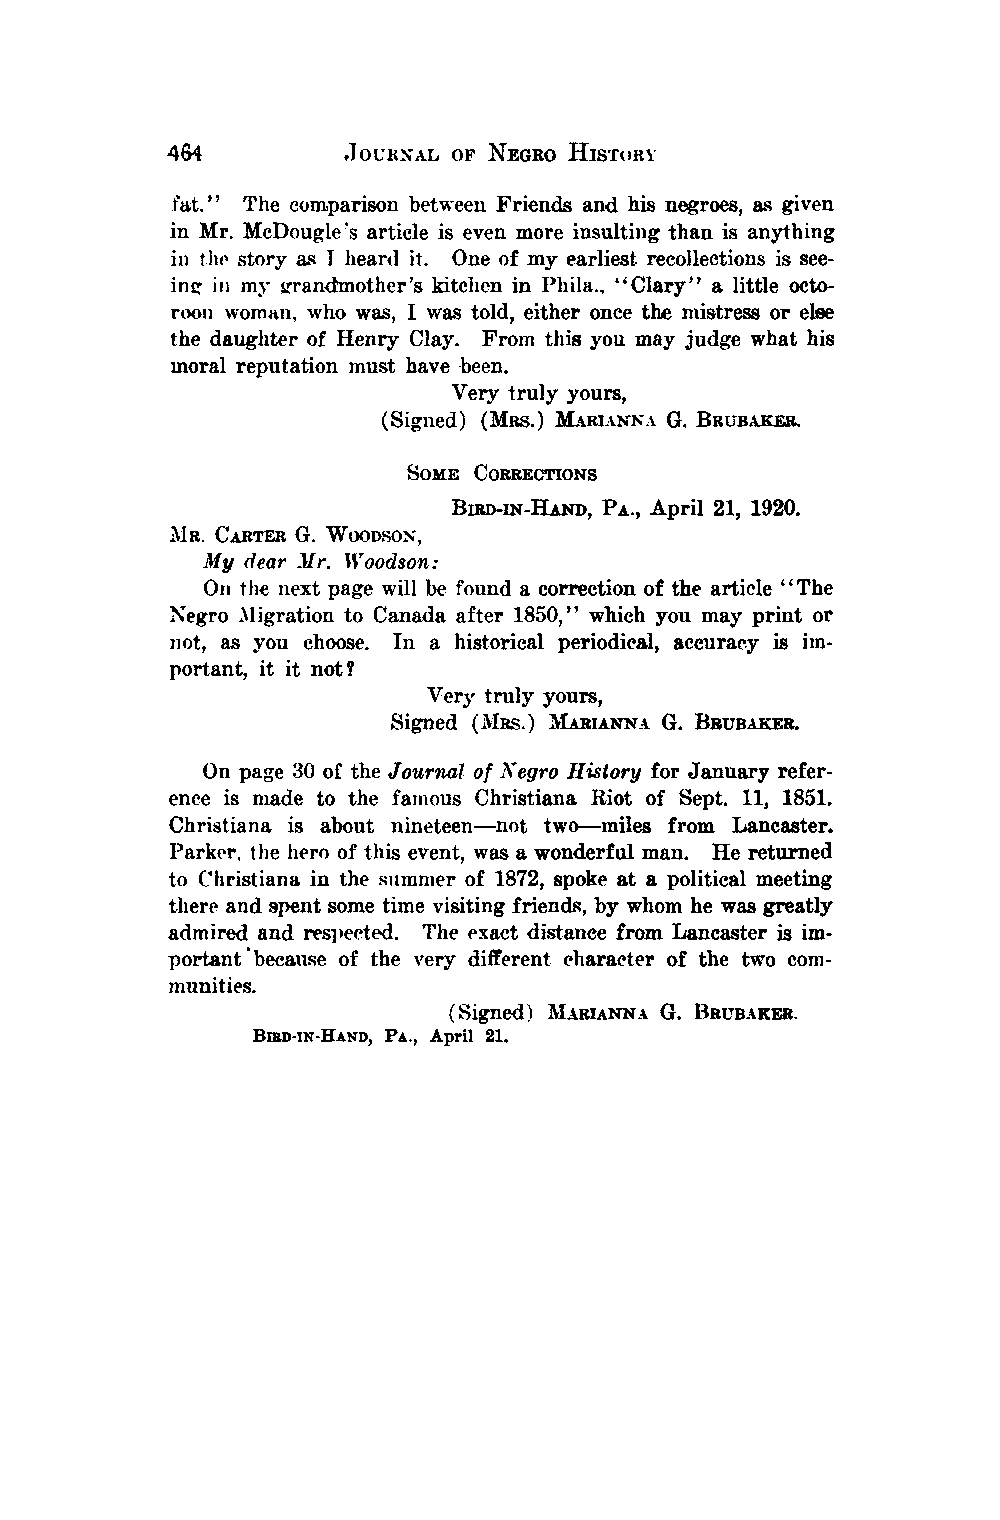 464 JOURNAL OF NEGRO HISTORY
fat.'' The comparison between Friends and his negroes, as given
in Mr. McDougle's article is even more insulting than is anything
in the story as I heard it. One of my earliest recollections is see-
ing in my grandmother's kitchen in Phila., ''Clary'' a little octo-
roon woman, who was, I was told, either once the mistress or else
the daughter of Henry Clay. From this you may judge what his
moral reputation must have been.
Very truly yours,
(Signed) (MRS.) MARIANNA G. BRUBAKER.
SOME CORRECTIONS
BIRD-IN-HAND, PA., April 21, 1920.
MR. CARTER G. WOODSON,
My dear Mr. Woodson:
On the next page will be found a correction of the article ''The
Negro Migration to Canada after 1850,'' which you may print or
not, as you choose. In a historical periodical, accuracy is im-
portant, it it not?
Very truly yours,
Signed (MRS.) MARIANNA G. BRUBAKER.
On page 30 of the Journal of Negro History for January refer-
ence is made to the famous Christiana Riot of Sept. 11, 1851.
Christiana is about nineteen—not two—miles from Lancaster.
Parker, the hero of this event, was a wonderful man. He returned
to Christiana in the summer of 1872, spoke at a political meeting
there and spent some time visiting friends, by whom he was greatly
admired and respected. The exact distance from Lancaster is im-
portant because of the very different character of the two com-
munities.
(Signed) MARIANNA G. BRUBAKER.
BIRD-IN-HAND, PA., April 21.